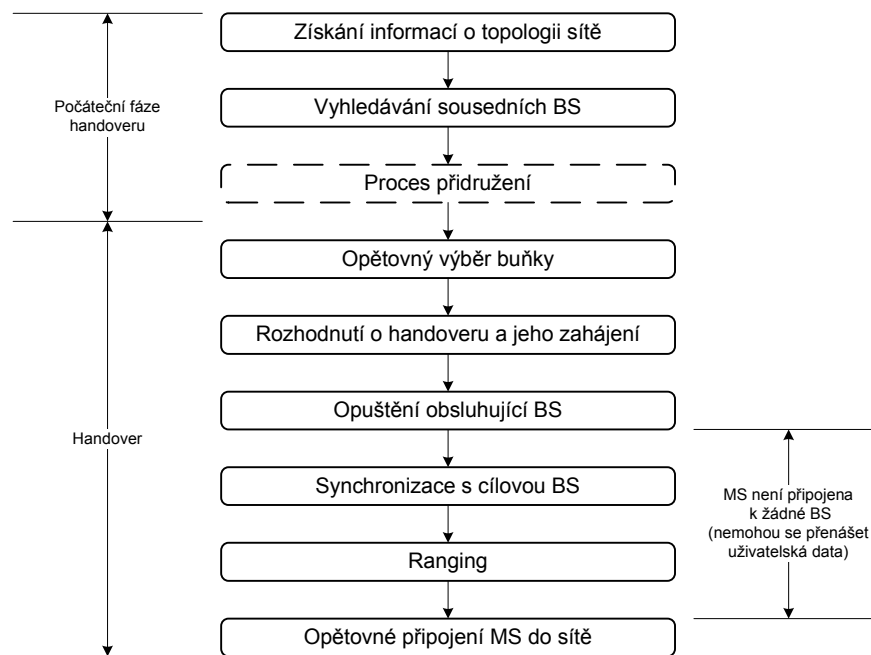 Získání informací o topologii sítě
Vyhledávání sousedních BS
Počáteční fáze
handoveru
Proces přidružení
Opětovný výběr buňky
Rozhodnutí o handoveru a jeho zahájení
Opuštění obsluhující BS
Handover
Synchronizace s cílovou BS
MS není připojena
k žádné BS
(nemohou se přenášet
uživatelská data)
Ranging
Opětovné připojení MS do sítě